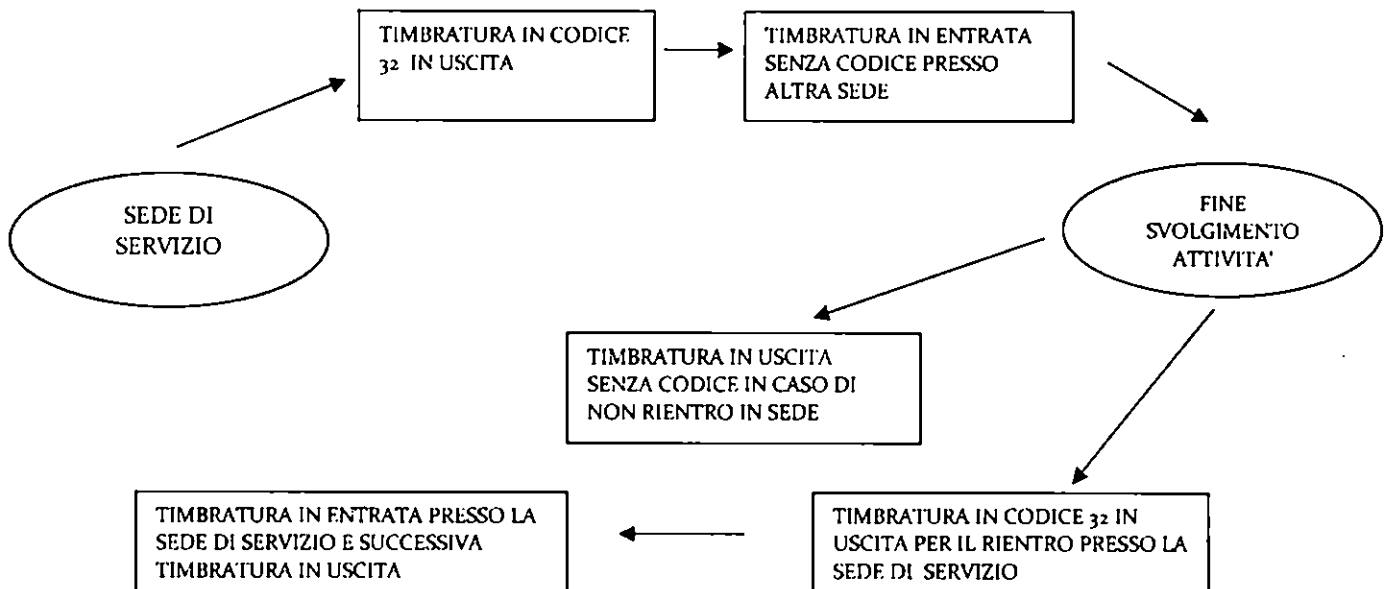 TIMBRATURA IN CODICE
32 IN USCITA
TIMBRATURA IN ENTRATA
SENZA CODICE PRESSO
ALTRA SEDE
SEDE DI
SERVIZIO
FINE
SVOLGIMENTO
ATTIVITA'
TIMBRATURA IN USCITA
SENZA CODICE IN CASO DI
NON RIENTRO IN SEDE
TIMBRATURA IN ENTRATA PRESSO LA
SEDE DI SERVIZIO E SUCCESSIVA
TIMBRATURA IN USCITA
TIMBRATURA IN CODICE 32 IN
USCITA PER IL RIENTRO PRESSO LA
SEDE DI SERVIZIO